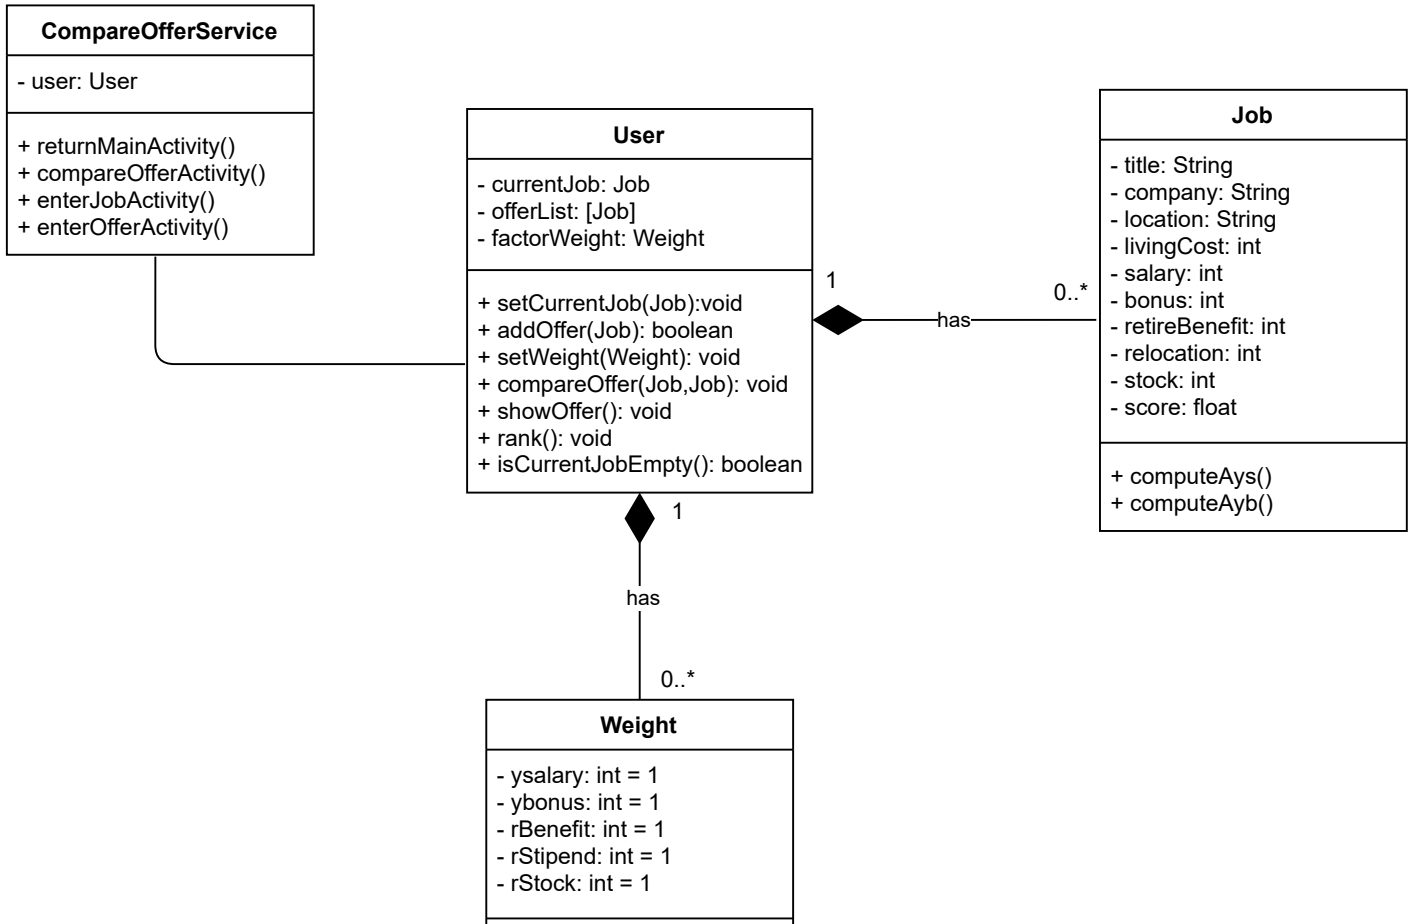 CompareOfferService
- user: User
+ returnMainActivity()
+ compareOfferActivity()
+ enterJobActivity()
+ enterOfferActivity()
User
- currentJob: Job
- offerList: [Job]
- factorWeight: Weight
+ setCurrentJob(Job):void
+ addOffer(Job): boolean
+ setWeight(Weight): void
+ compareOffer(Job,Job): void
+ showOffer(): void
+ rank(): void
+ isCurrentJobEmpty(): boolean
1
has
0..*
Job
- title: String
- company: String
- location: String
- livingCost: int
- salary: int
- bonus: int
- retireBenefit: int
- relocation: int
- stock: int
- score: float
+ computeAys()
+ computeAyb()
1
has
0..*
Weight
- ysalary: int = 1
- ybonus: int = 1
- rBenefit: int = 1
- rStipend: int = 1
- rStock: int = 1